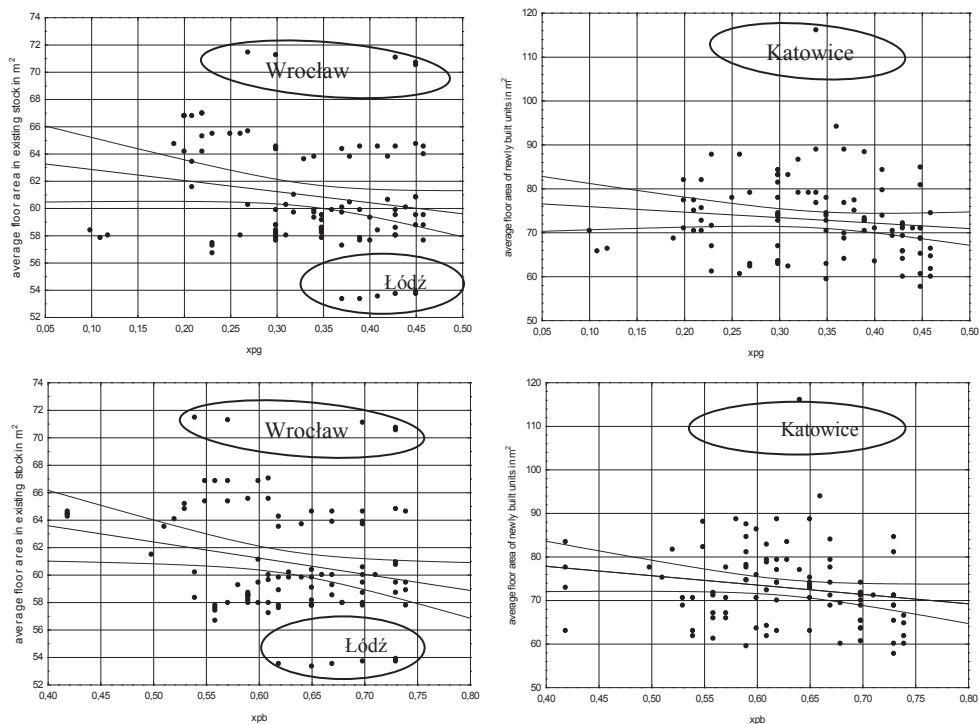 74
72
70
68
66
64
62
60
58
56
54
52
average floor area in existing stock in m²
Wrocław
Łódź
0,05 0,10 0,15 0,20 0,25 0,30 0,35 0,40 0,45 0,50
xpg
120
110
100
90
80
70
60
50
average floor area of newly built units in m²
Katowice
0,05 0,10 0,15 0,20 0,25 0,30 0,35 0,40 0,45 0,50
xpg
74
72
70
68
66
64
62
60
58
56
54
52
average floor area in existing stock in m²
Wrocław
Łódź
0,40 0,45 0,50 0,55 0,60 0,65 0,70 0,75 0,80
xpb
120
110
100
90
80
70
60
50
average floor area of newly built units in m²
Katowice
0,40 0,45 0,50 0,55 0,60 0,65 0,70 0,75 0,80
xpb